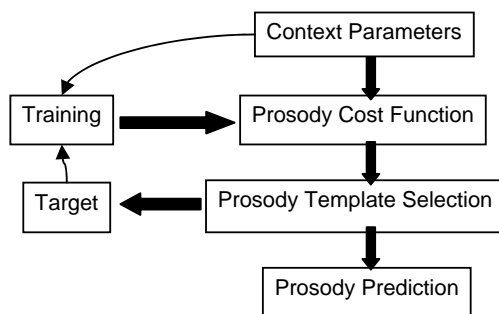 Context Parameters
Training
Prosody Cost Function
Target
Prosody Template Selection
Prosody Prediction